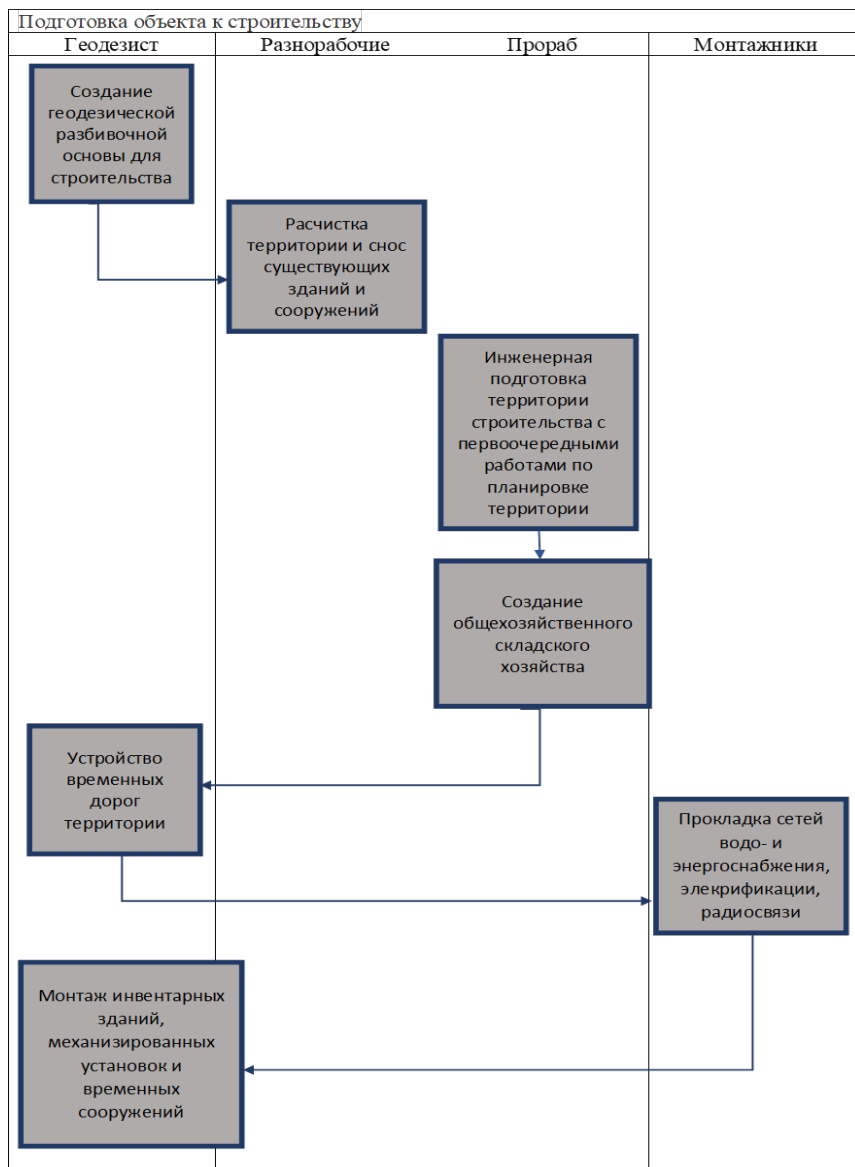 Подготовка объекта к строительству
Геодезист
Разнорабочие
Прораб
Монтажники
Создание
геодезической
разбивочной
основы для
строительства
Расчистка
территории и снос
существующих
зданий и
сооружений
Инженерная
подготовка
территории
строительства с
первоочередными
работами по
планировке
территории
Создание
общехозяйственного
складского
хозяйства
Устройство
временных
дорог
территории
Прокладка сетей
водо- и
энергоснабжения,
элекрификации,
радиосвязи
Монтаж инвентарных
зданий,
механизированных
установок и
временных
сооружений